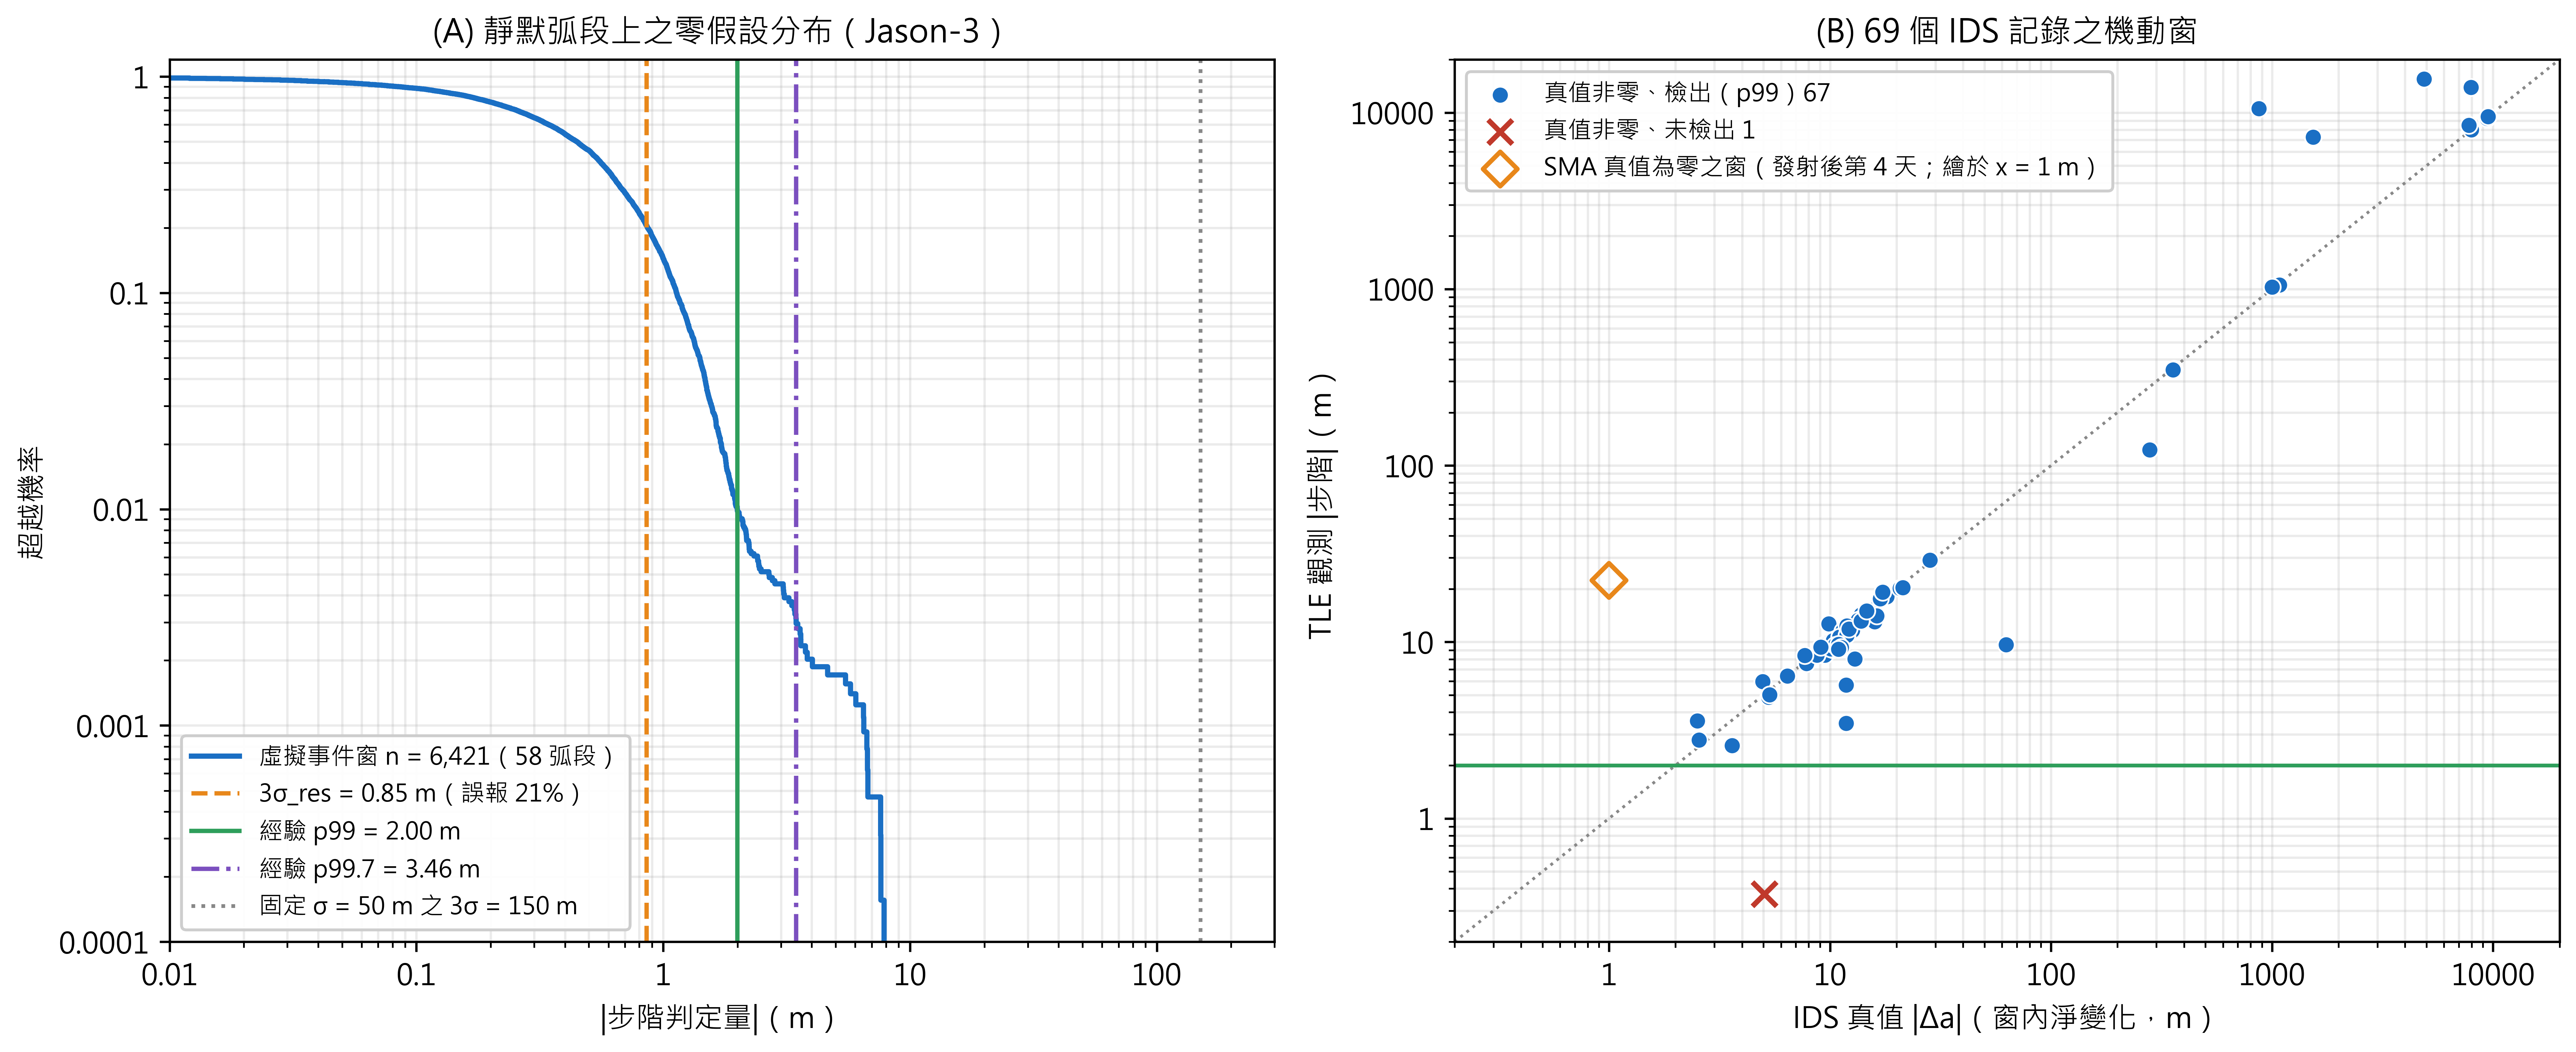 (A) 靜默弧段上之零假設分布（Jason-3）
超越機率
1
0.1
0.01
0.001
0.0001
虛擬事件窗 n = 6,421（58 弧段）
3σ_res = 0.85 m（誤報 21%）
經驗 p99 = 2.00 m
經驗 p99.7 = 3.46 m
固定 σ = 50 m 之 3σ = 150 m
0.01
0.1
1
10
100
|步階判定量|（m）
(B) 69 個 IDS 記錄之機動窗
TLE 觀測 |步階|（m）
10000
1000
100
10
1
真值非零、檢出（p99）67
真值非零、未檢出 1
SMA 真值為零之窗（發射後第 4 天；繪於 x = 1 m）
1
10
100
1000
10000
IDS 真值 |Δa|（窗內淨變化，m）